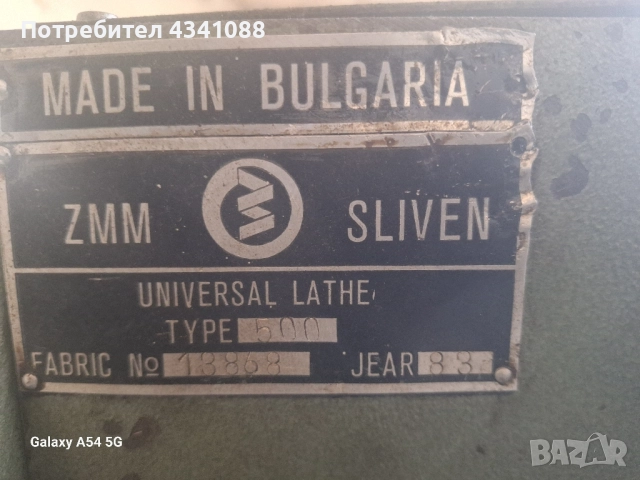 Потребител 4341088
MADE IN BULGARIA
ZMM SLIVEN
UNIVERSAL LATHE
TYPE 500
FABRIC № 13868
JEAR 83
Galaxy A54 5G
BAZAR